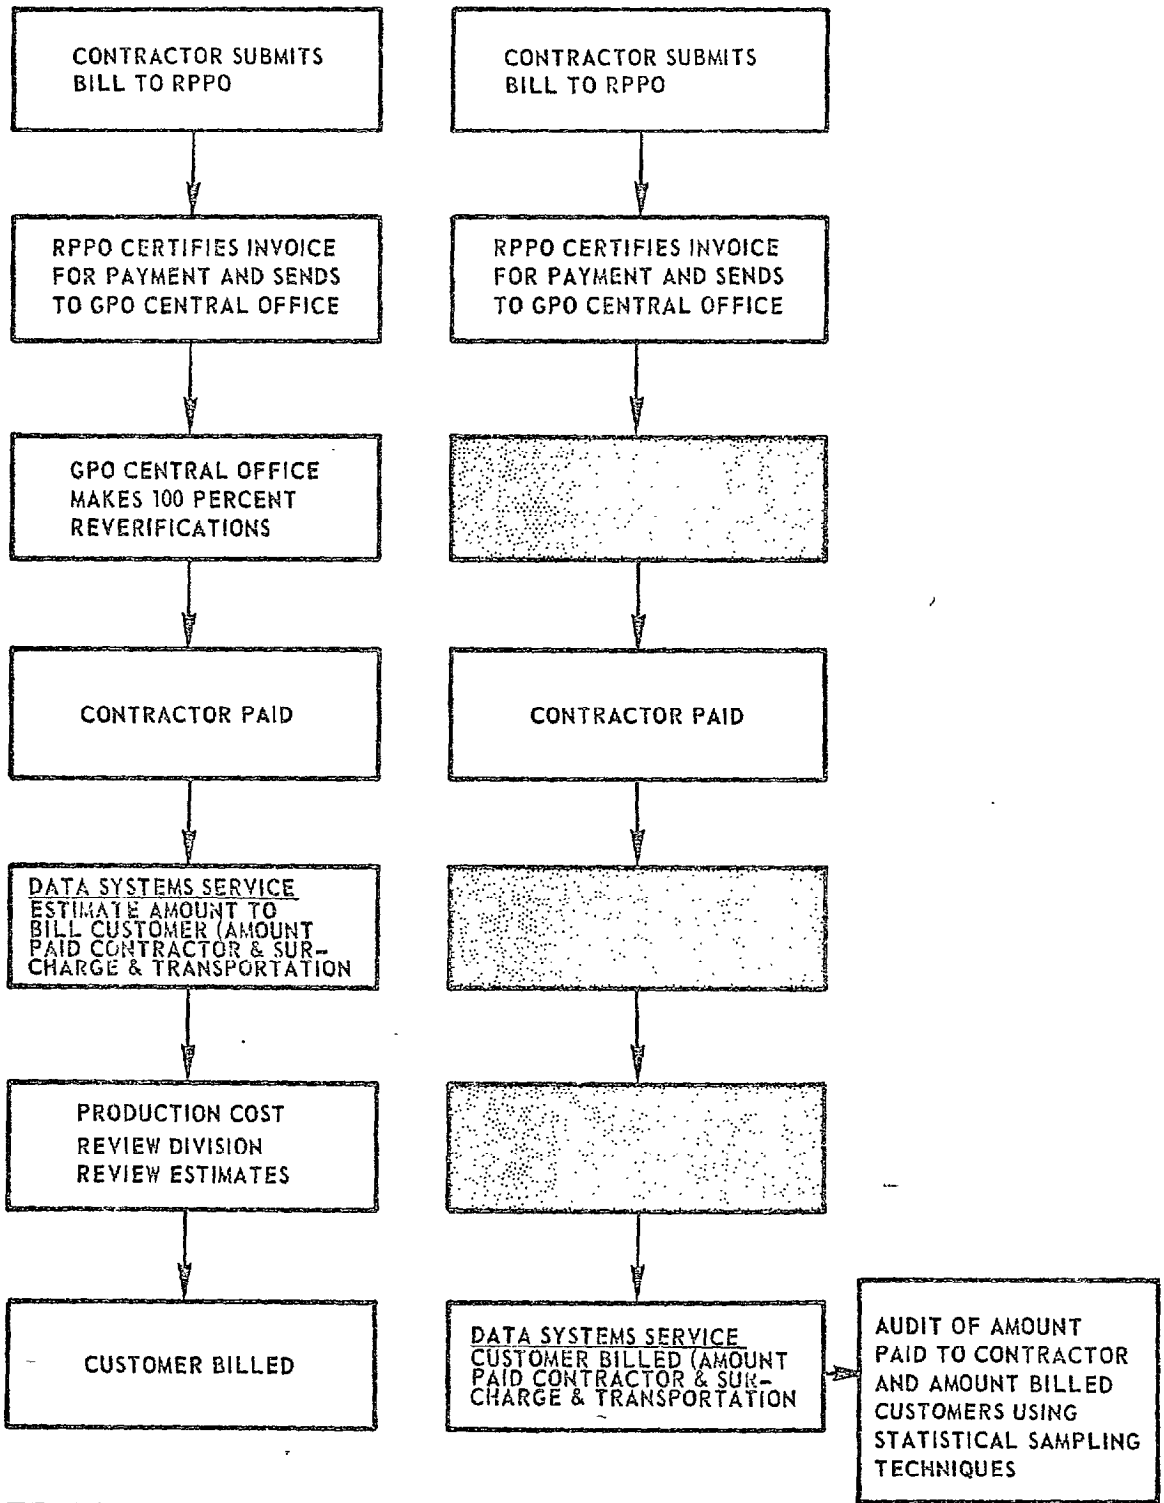 CONTRACTOR SUBMITS
BILL TO RPPO
RPPO CERTIFIES INVOICE
FOR PAYMENT AND SENDS
TO GPO CENTRAL OFFICE
GPO CENTRAL OFFICE
MAKES 100 PERCENT
REVERIFICATIONS
CONTRACTOR PAID
DATA SYSTEMS SERVICE
ESTIMATE AMOUNT TO
BILL CUSTOMER (AMOUNT
PAID CONTRACTOR & SUR-
CHARGE & TRANSPORTATION
PRODUCTION COST
REVIEW DIVISION
REVIEW ESTIMATES
CUSTOMER BILLED
CONTRACTOR SUBMITS
BILL TO RPPO
RPPO CERTIFIES INVOICE
FOR PAYMENT AND SENDS
TO GPO CENTRAL OFFICE
CONTRACTOR PAID
DATA SYSTEMS SERVICE
CUSTOMER BILLED (AMOUNT
PAID CONTRACTOR & SUR-
CHARGE & TRANSPORTATION
AUDIT OF AMOUNT
PAID TO CONTRACTOR
AND AMOUNT BILLED
CUSTOMERS USING
STATISTICAL SAMPLING
TECHNIQUES